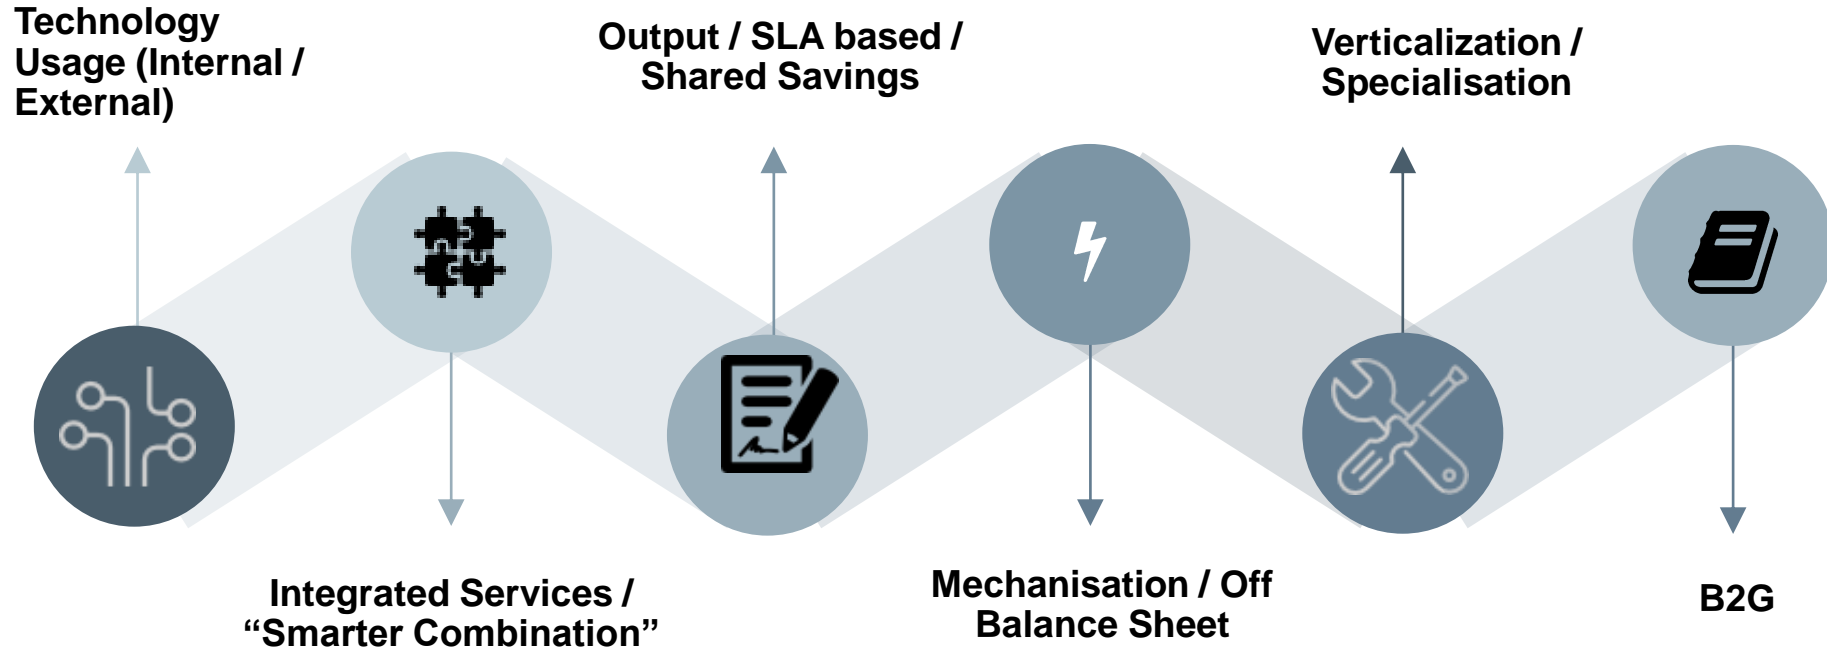 Technology
Usage (Internal /
External)
Output / SLA based /
Shared Savings
Verticalization /
Specialisation
Integrated Services /
“Smarter Combination”
Mechanisation / Off
Balance Sheet
B2G